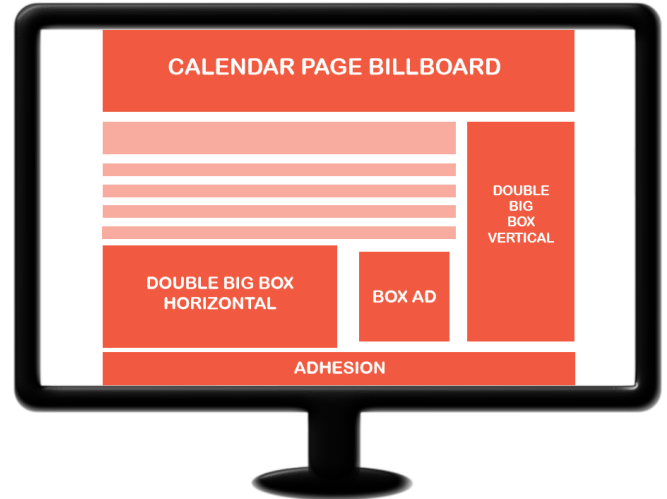 CALENDAR PAGE BILLBOARD
DOUBLE
BIG
BOX
VERTICAL
DOUBLE BIG BOX
HORIZONTAL
BOX AD
ADHESION